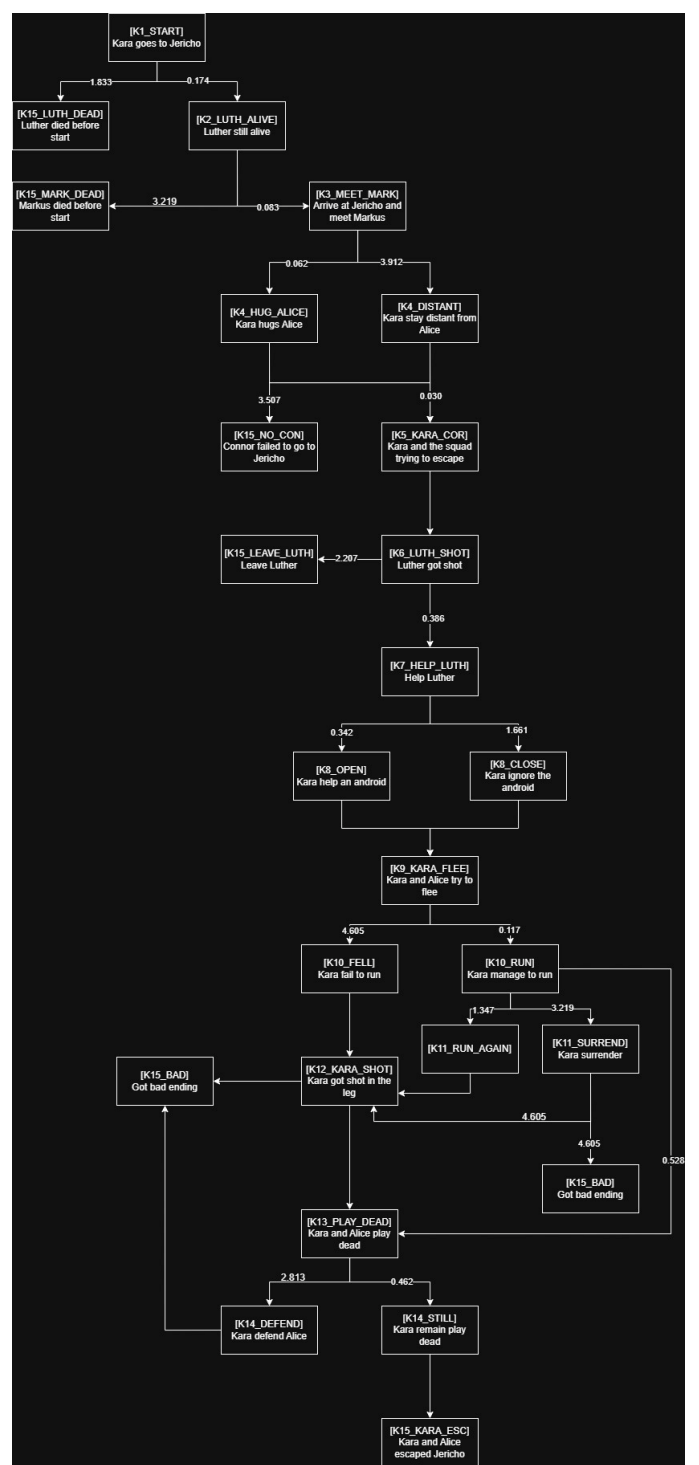 [K1_START]
Kara goes to Jericho
1.833
0.174
[K15_LUTH_DEAD]
Luther died before
start
[K2_LUTH_ALIVE]
Luther still alive
[K15_MARK_DEAD]
Markus died before
start
3.219
0.083
[K3_MEET_MARK]
Arrive at Jericho and
meet Markus
0.062
3.912
[K4_HUG_ALICE]
Kara hugs Alice
[K4_DISTANT]
Kara stay distant from
Alice
3.507
0.030
[K15_NO_CON]
Connor failed to go to
Jericho
[K5_KARA_COR]
Kara and the squad
trying to escape
[K15_LEAVE_LUTH]
Leave Luther
2.207
[K6_LUTH_SHOT]
Luther got shot
0.386
[K7_HELP_LUTH]
Help Luther
0.342
1.661
[K8_OPEN]
Kara help an android
[K8_CLOSE]
Kara ignore the
android
[K9_KARA_FLEE]
Kara and Alice try to
flee
4.605
0.117
[K10_FELL]
Kara fail to run
[K10_RUN]
Kara manage to run
1.347
3.219
[K11_RUN_AGAIN]
[K11_SURREND]
Kara surrender
[K15_BAD]
Got bad ending
[K12_KARA_SHOT]
Kara got shot in the
leg
4.605
4.605
0.528
[K15_BAD]
Got bad ending
[K13_PLAY_DEAD]
Kara and Alice play
dead
2.813
0.462
[K14_DEFEND]
Kara defend Alice
[K14_STILL]
Kara remain play
dead
[K15_KARA_ESC]
Kara and Alice
escaped Jericho